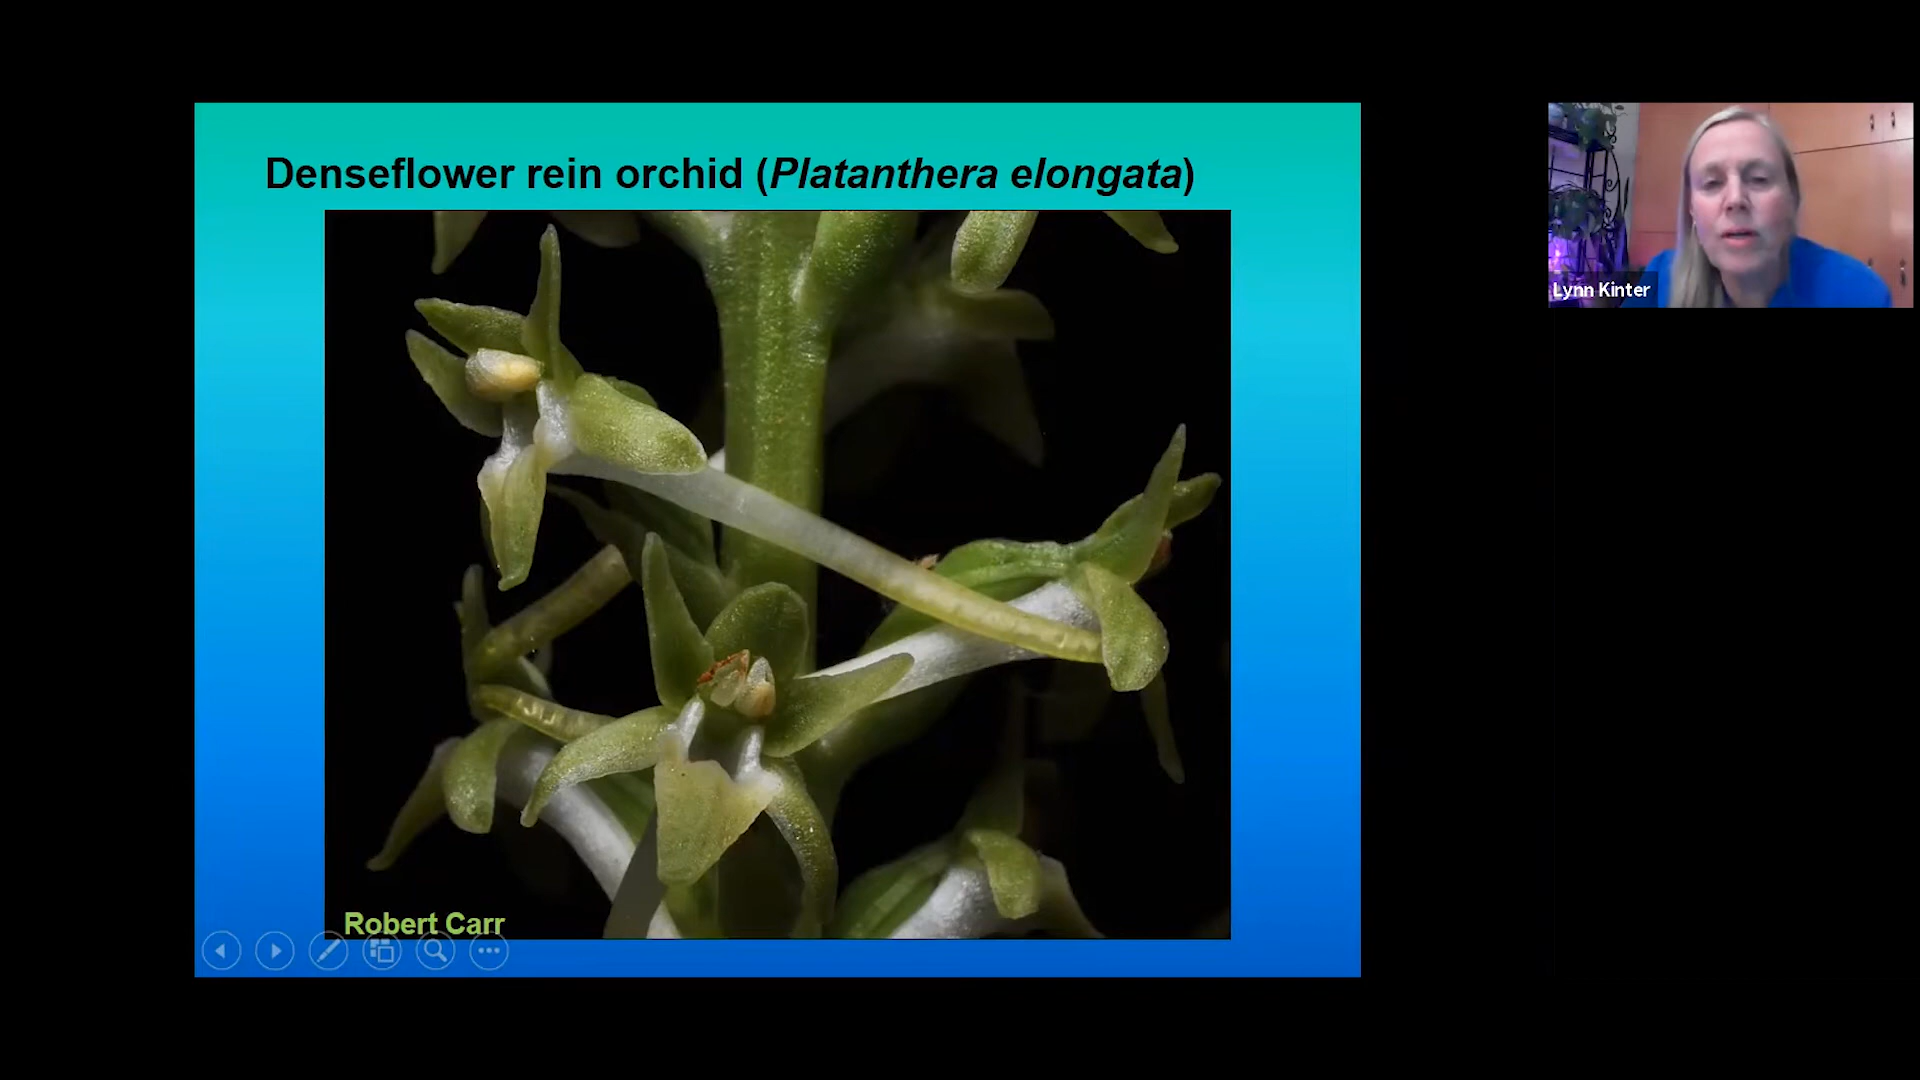 Denseflower rein orchid (Platanthera elongata)
Lynn Kinter
Robert Carr